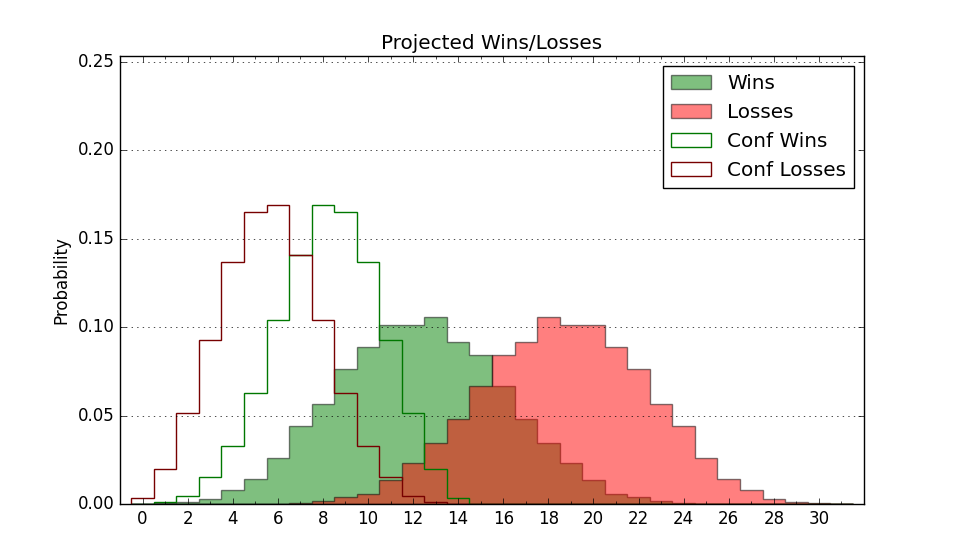 Projected Wins/Losses
0.25
0.20
0.15
0.10
0.05
0.00
Probability
Wins
Losses
Conf Wins
Conf Losses
0 2 4 6 8 10 12 14 16 18 20 22 24 26 28 30